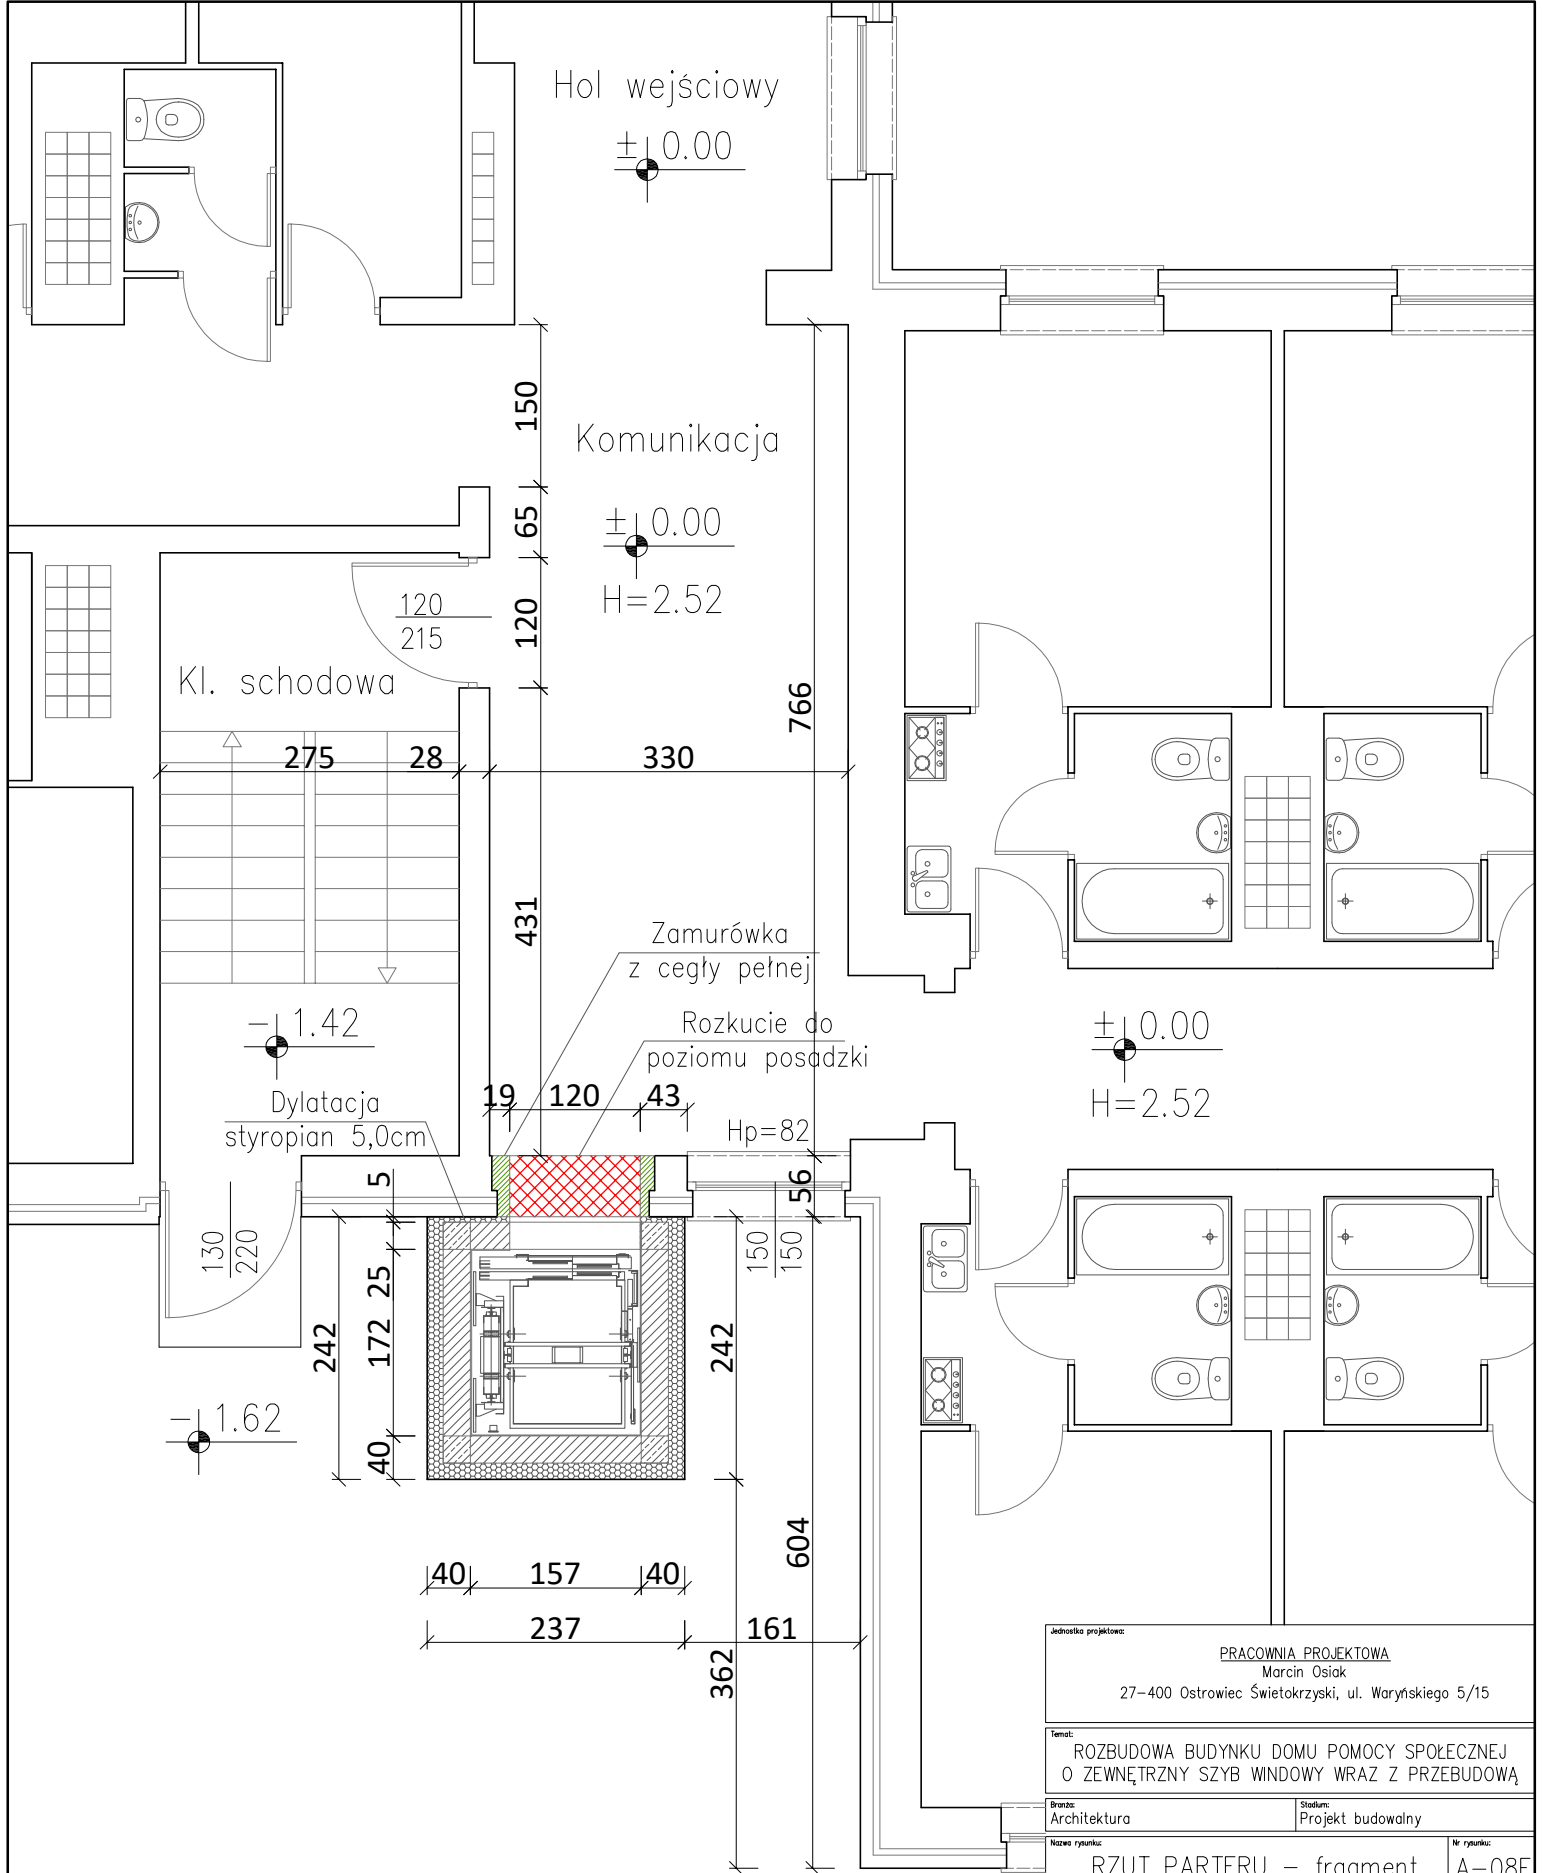 Hol wejściowy
± 0.00
150
Komunikacja
65
± 0.00
H=2.52
120
215
120
Kl. schodowa
766
275
28
330
431
Zamurówka
z cegły pełnej
Rozkucie do
poziomu posadzki
- 1.42
± 0.00
H=2.52
19
120
43
Dylatacja
styropian 5,0cm
Hp=82
5
56
130
220
150
150
25
242
172
242
- 1.62
40
604
40
157
40
237
161
362
Jednostka projektowa:
PRACOWNIA PROJEKTOWA
Marcin Osiak
27-400 Ostrowiec Świetokrzyski, ul. Waryńskiego 5/15
Temat:
ROZBUDOWA BUDYNKU DOMU POMOCY SPOŁECZNEJ
O ZEWNĘTRZNY SZYB WINDOWY WRAZ Z PRZEBUDOWĄ
Branża:
Architektura
Stadium:
Projekt budowalny
Nazwa rysunku:
Nr rysunku:
RZUT PARTERU - fragment